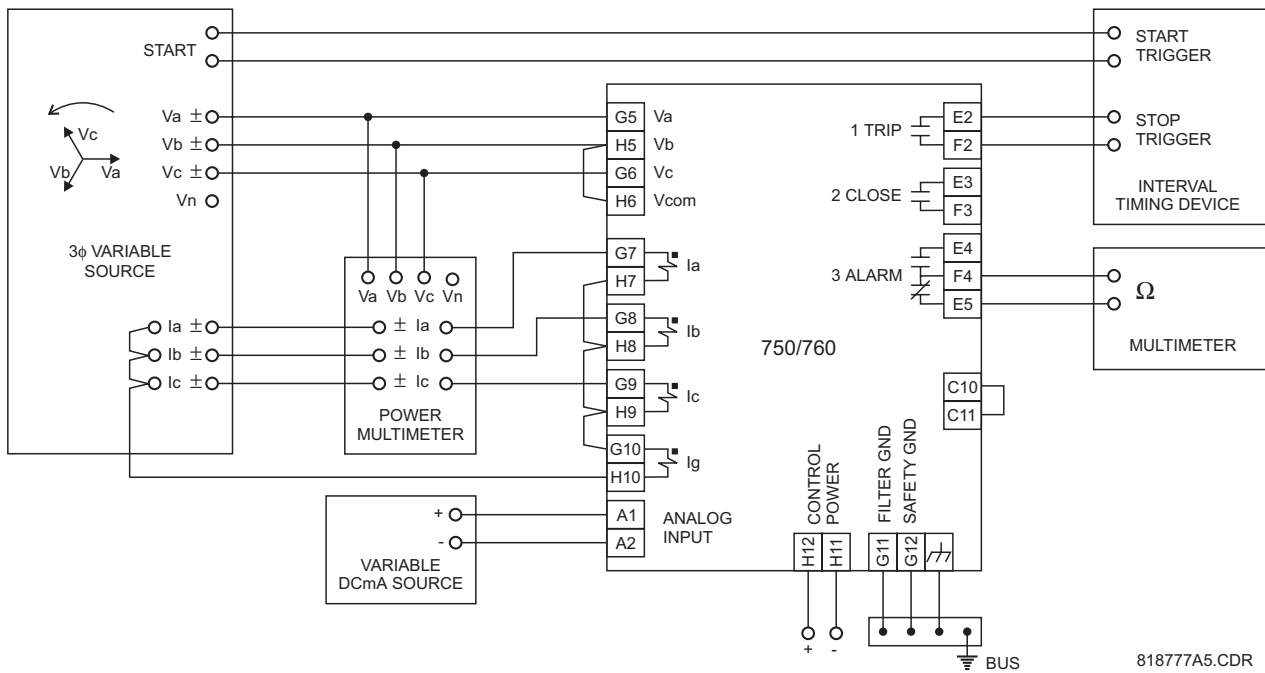 START
Va ±
Vb ±
Vc ±
Vn
Vc
Vb
Va
3ϕ VARIABLE
SOURCE
Ia ±
Ib ±
Ic ±
Va Vb Vc Vn
± Ia
± Ib
± Ic
POWER
MULTIMETER
+
-
VARIABLE
DCmA SOURCE
G5 Va
H5 Vb
G6 Vc
H6 Vcom
G7
H7
Ia
G8
H8
Ib
G9
H9
Ic
G10
H10
Ig
A1
A2
ANALOG
INPUT
750/760
1 TRIP
E2
F2
2 CLOSE
E3
F3
3 ALARM
E4
F4
E5
C10
C11
CONTROL
POWER
FILTER GND
SAFETY GND
H12
H11
G11
G12
+
-
BUS
START
TRIGGER
STOP
TRIGGER
INTERVAL
TIMING DEVICE
Ω
MULTIMETER
818777A5.CDR